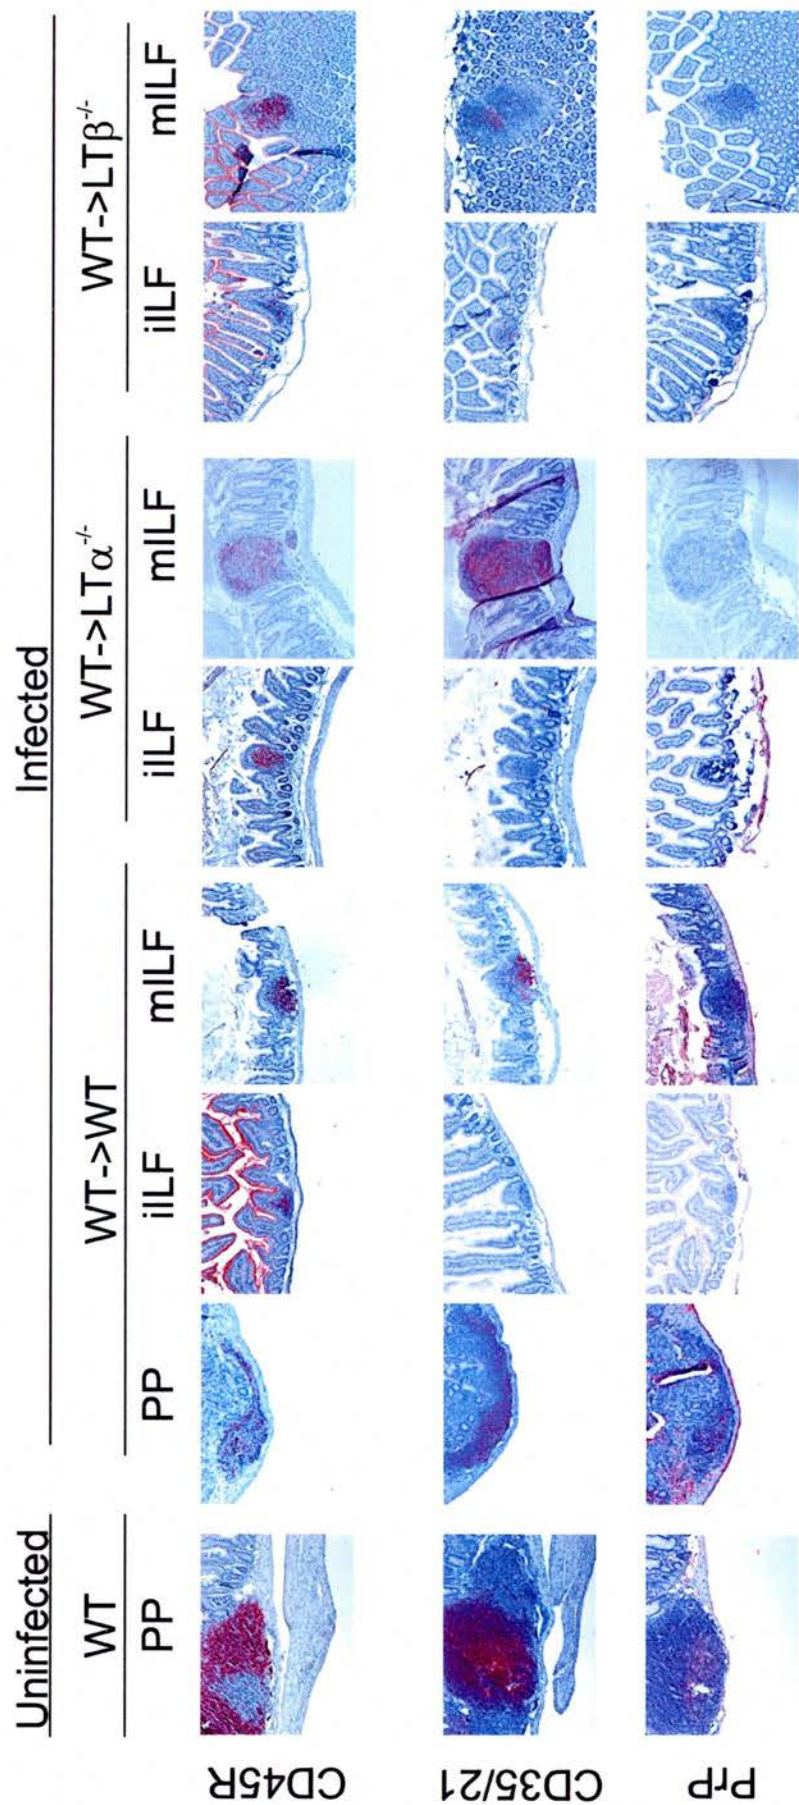 Uninfected Infected
WT WT->WT WT->LTα-/- WT->LTβ-/-
PP PP iILF mILF iILF mILF iILF mILF
CD45R
CD35/21
PrP